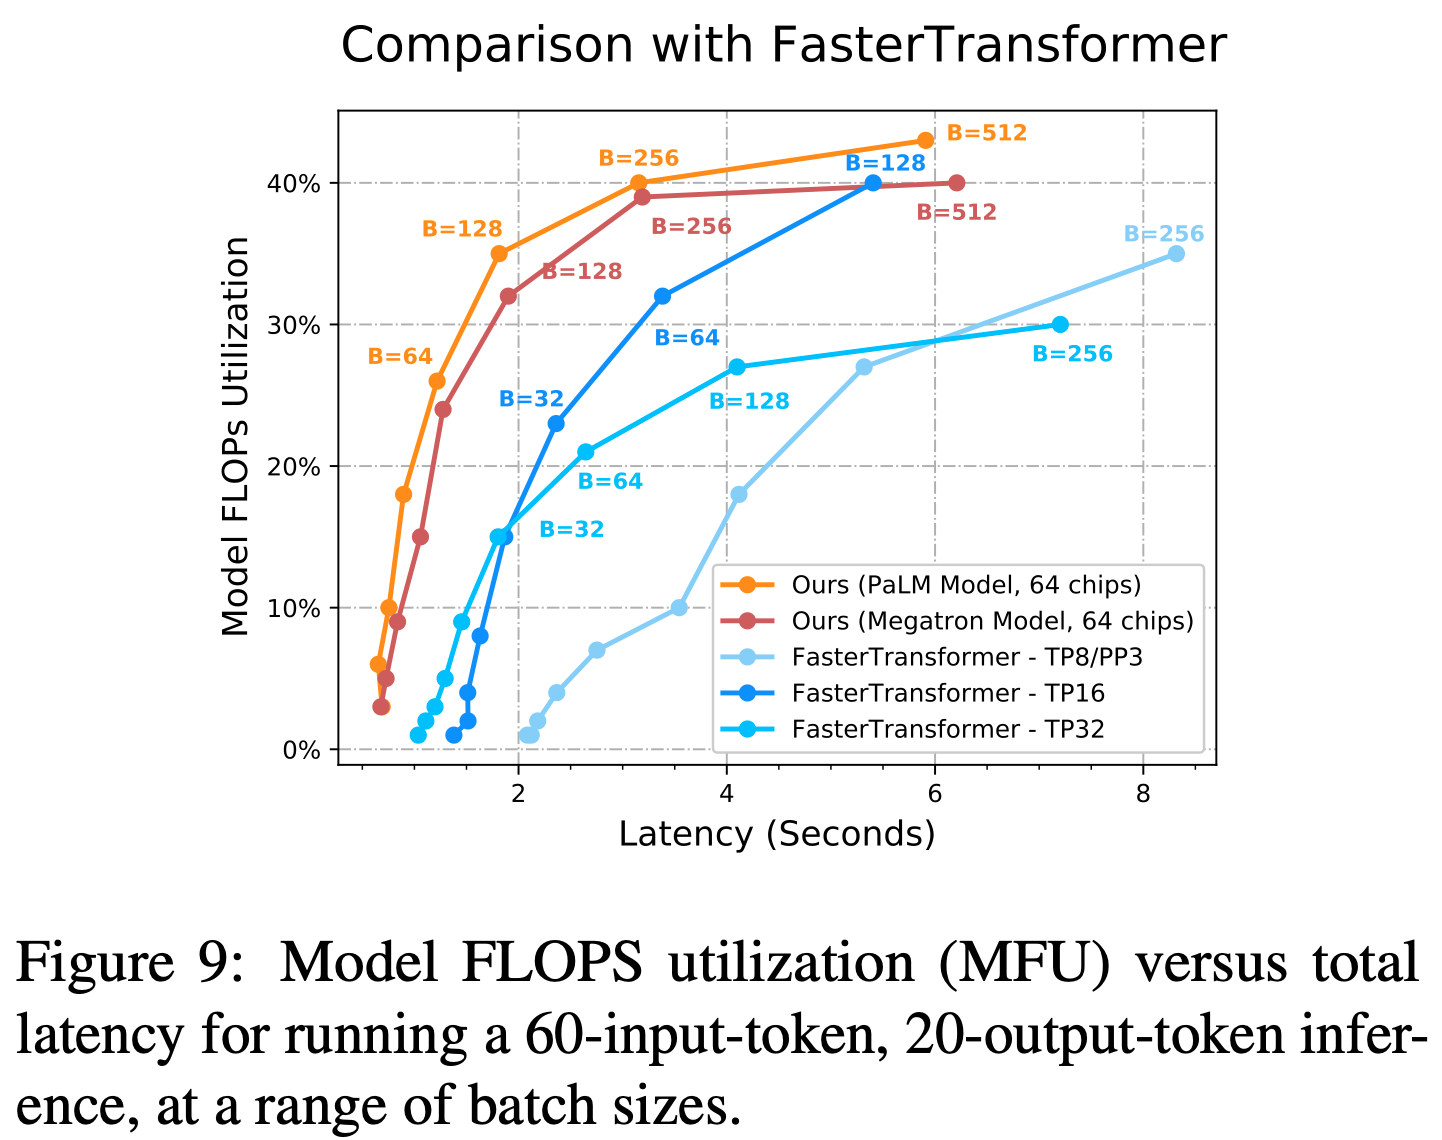 Comparison with FasterTransformer
B=512
B=256
B=128
B=128
B=256
B=512
B=256
B=128
B=64
B=64
B=256
B=32
B=128
B=64
B=32
40%
30%
20%
10%
0%
Model FLOPs Utilization
Ours (PaLM Model, 64 chips)
Ours (Megatron Model, 64 chips)
FasterTransformer - TP8/PP3
FasterTransformer - TP16
FasterTransformer - TP32
2 4 6 8
Latency (Seconds)
Figure 9: Model FLOPS utilization (MFU) versus total
latency for running a 60-input-token, 20-output-token infer-
ence, at a range of batch sizes.